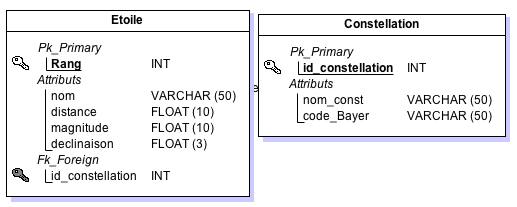 Etoile
Pk_Primary
Rang INT
Attributs
nom VARCHAR (50)
distance FLOAT (10)
magnitude FLOAT (10)
declinaison FLOAT (3)
Fk_Foreign
id_constellation INT
Constellation
Pk_Primary
id_constellation INT
Attributs
nom_const VARCHAR (50)
code_Bayer VARCHAR (50)